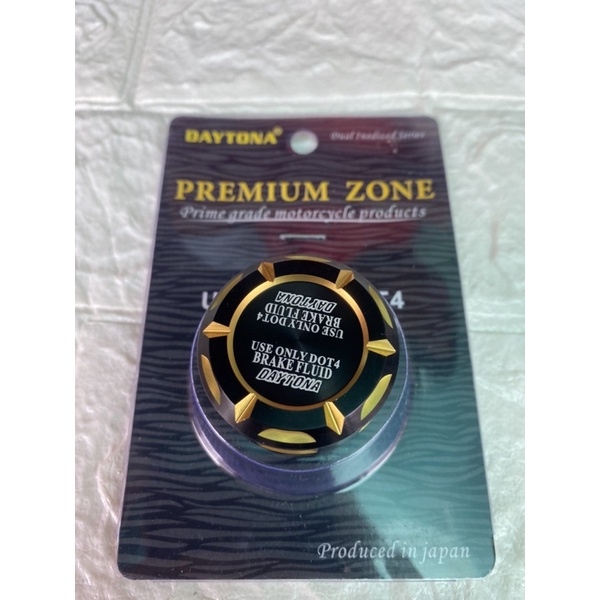 DAYTONA®
Dual Anodized Series
PREMIUM ZONE
Prime grade motorcycle products
U
T4
USE ONLY DOT4
BRAKE FLUID
DAYTONA
USE ONLY DOT4
BRAKE FLUID
DAYTONA
Produced in japan